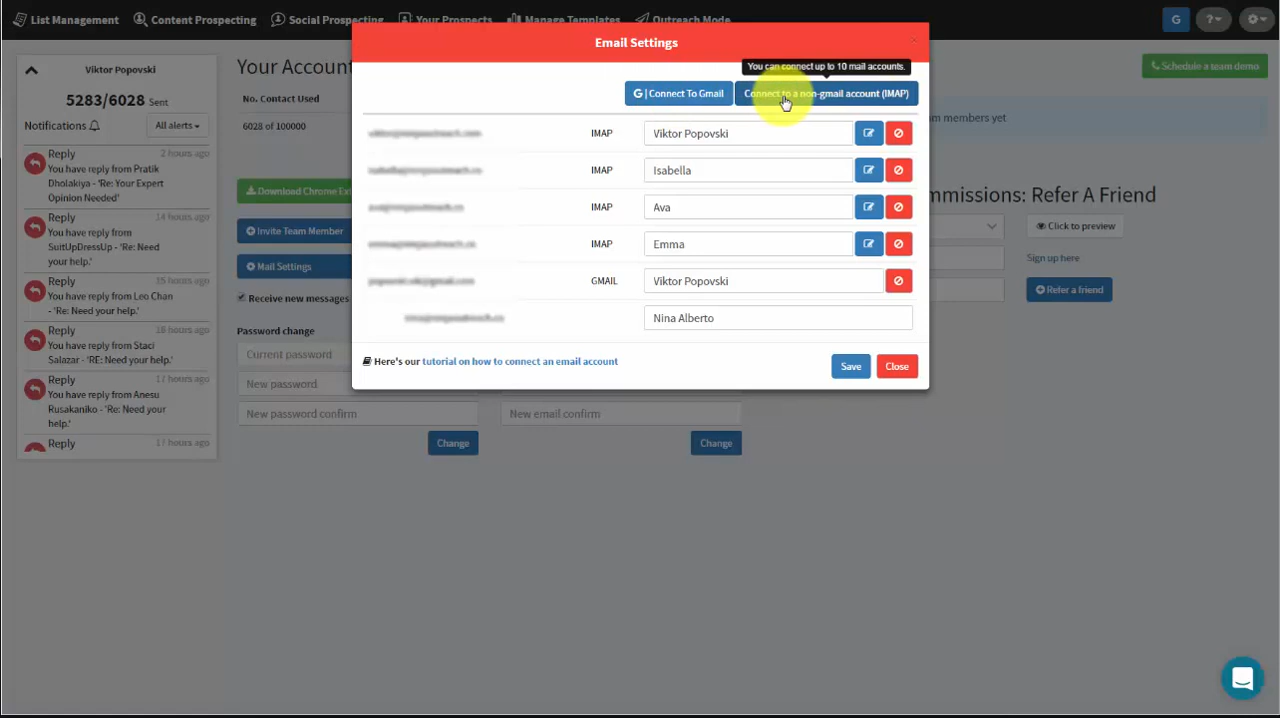 List Management
Content Prospecting
Social Prospecting
Your Prospects
Manage Templates
Outreach Mode
G
?
Email Settings
×
You can connect up to 10 mail accounts.
G | Connect To Gmail
Connect to a non-gmail account (IMAP)
IMAP
Viktor Popovski
IMAP
Isabella
IMAP
Ava
IMAP
Emma
GMAIL
Viktor Popovski
Nina Alberto
Here's our tutorial on how to connect an email account
Save
Close
Viktor Popovski
5283/6028 Sent
Notifications
All alerts
Reply
2 hours ago
You have reply from Pratik
Dholakiya - 'Re: Your Expert
Opinion Needed'
Reply
14 hours ago
You have reply from
SuitUpDressUp - 'Re: Need
your help.'
Reply
15 hours ago
You have reply from Leo Chan
- 'Re: Need your help.'
Reply
16 hours ago
You have reply from Staci
Salazar - 'RE: Need your help.'
Reply
17 hours ago
You have reply from Anesu
Rusakaniko - 'Re: Need your
help.'
Reply
17 hours ago
Your Account
No. Contact Used
6028 of 100000
Download Chrome Ext
Invite Team Member
Mail Settings
Receive new messages
Password change
Current password
New password
New password confirm
Change
New email confirm
Change
Schedule a team demo
m members yet
mmissions: Refer A Friend
Click to preview
Sign up here
Refer a friend